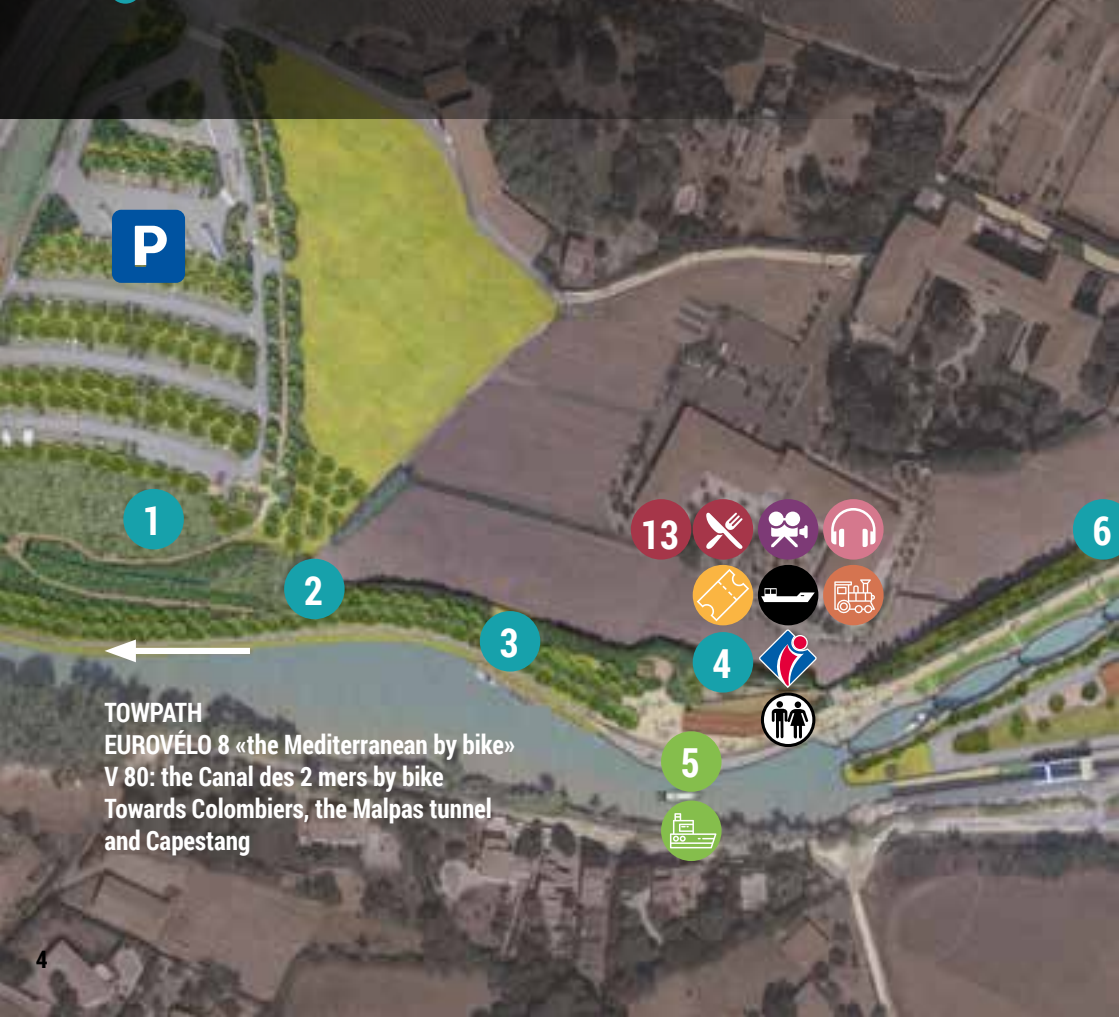 P
1
13
6
2
3
4
5
TOWPATH
EUROVÉLO 8 «the Mediterranean by bike»
V 80: the Canal des 2 mers by bike
Towards Colombiers, the Malpas tunnel
and Capestang
4